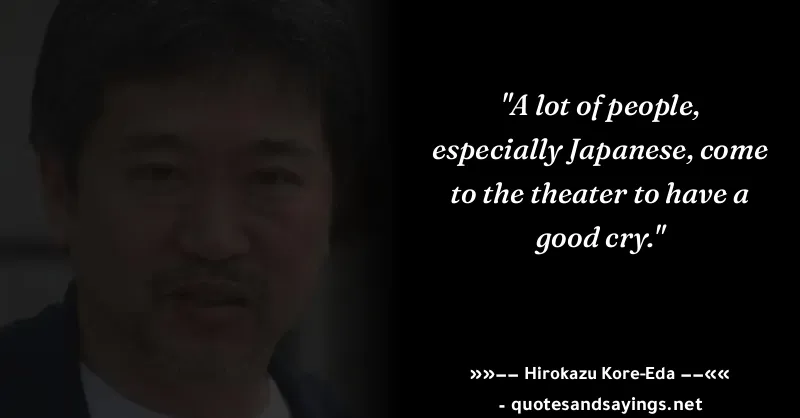 "A lot of people,
especially Japanese, come
to the theater to have a
good cry."
»»−− Hirokazu Kore-Eda −−««
- quotesandsayings.net